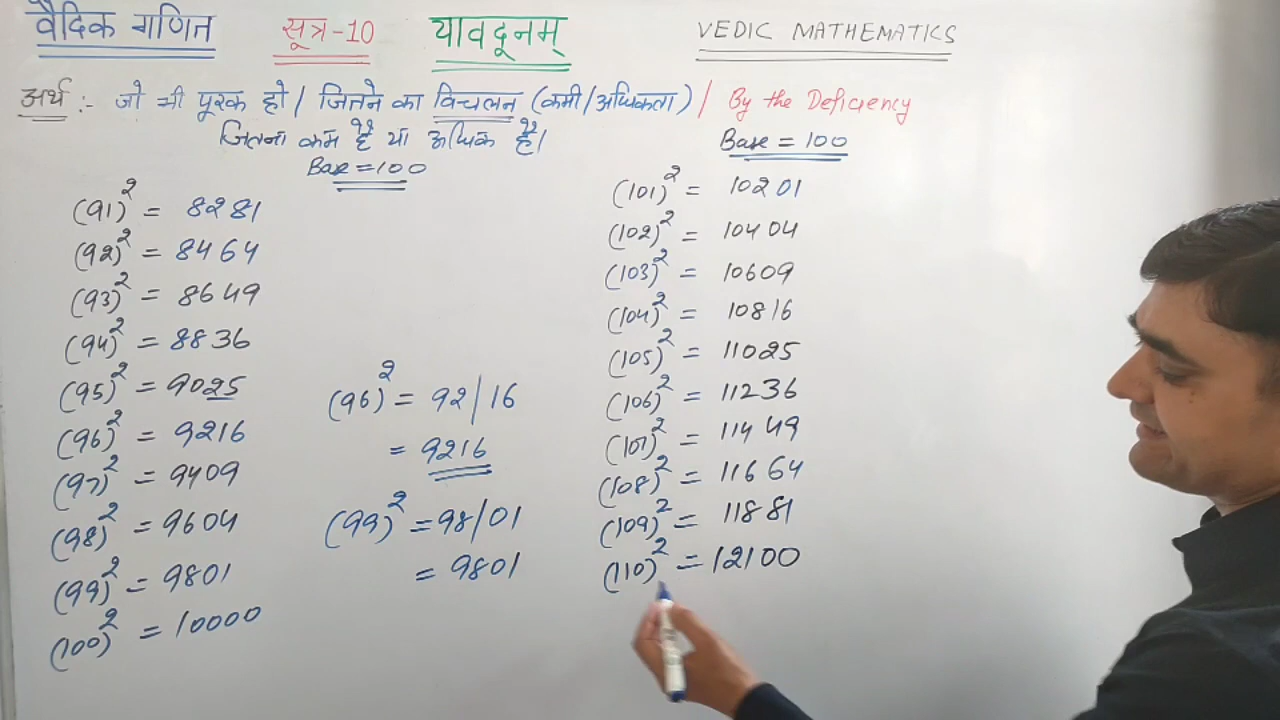 वैदिक गणित सूत्र-10 यावदूनम् VEDIC MATHEMATICS
अर्थ :- जो भी पूरक हो / जितने का विचलन (कमी/अधिकता) / By the Deficiency
जितना कम है या अधिक है।
Base = 100
(91)² = 8281
(92)² = 8464
(93)² = 8649
(94)² = 8836
(95)² = 9025
(96)² = 9216
(97)² = 9409
(98)² = 9604
(99)² = 9801
(100)² = 10000
(96)² = 92/16
= 9216
(99)² = 98/01
= 9801
Base = 100
(101)² = 10201
(102)² = 10404
(103)² = 10609
(104)² = 10816
(105)² = 11025
(106)² = 11236
(107)² = 11449
(108)² = 11664
(109)² = 11881
(110)² = 12100